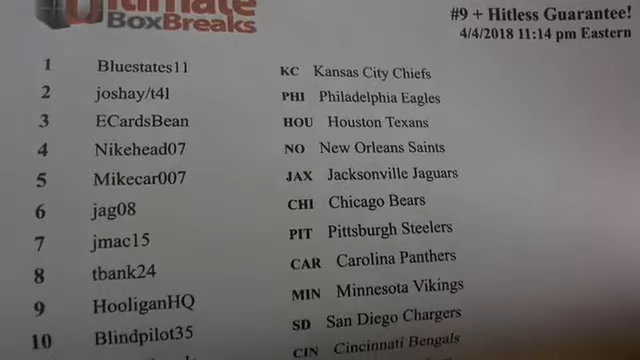 Ultimate
BoxBreaks
#9 + Hitless Guarantee!
4/4/2018 11:14 pm Eastern
1 Bluestates11 KC Kansas City Chiefs
2 joshay/t4l PHI Philadelphia Eagles
3 ECardsBean HOU Houston Texans
4 Nikehead07 NO New Orleans Saints
5 Mikecar007 JAX Jacksonville Jaguars
6 jag08 CHI Chicago Bears
7 jmac15 PIT Pittsburgh Steelers
8 tbank24 CAR Carolina Panthers
9 HooliganHQ MIN Minnesota Vikings
10 Blindpilot35 SD San Diego Chargers
CIN Cincinnati Bengals